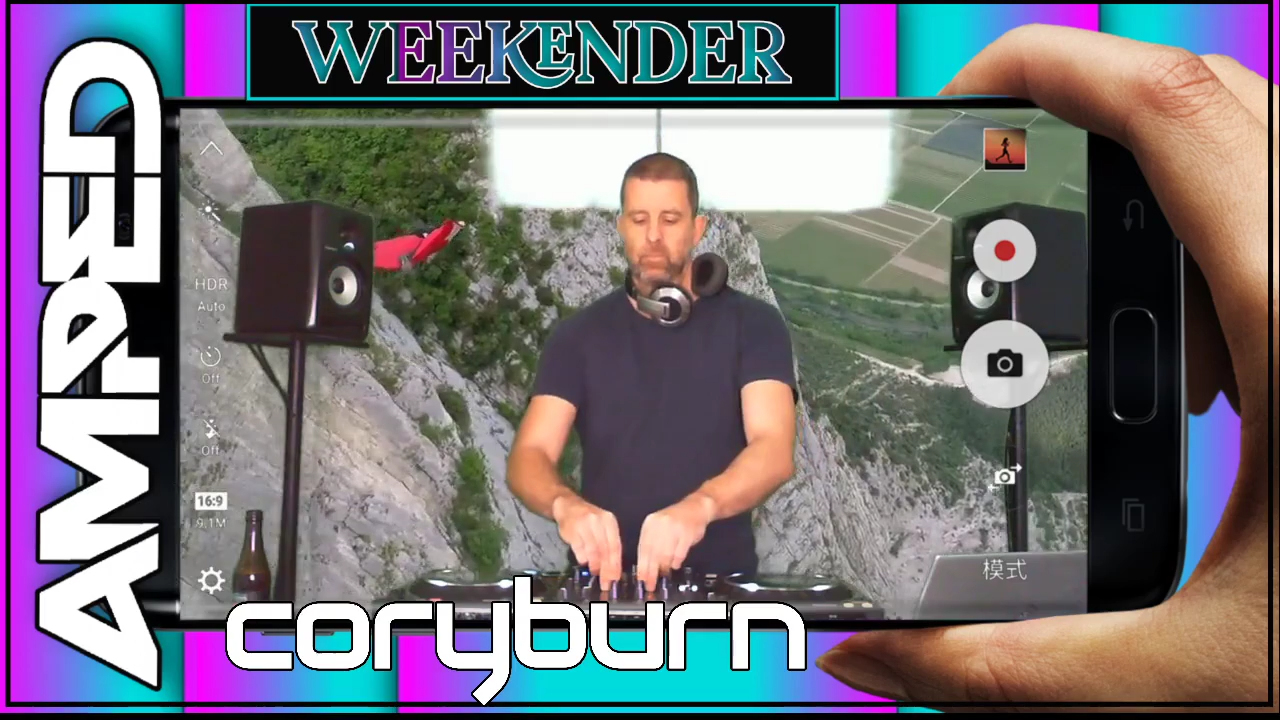 WEEKENDER
AMPED
HDR
Auto
Off
Off
16:9
9.1M
模式
coryburn